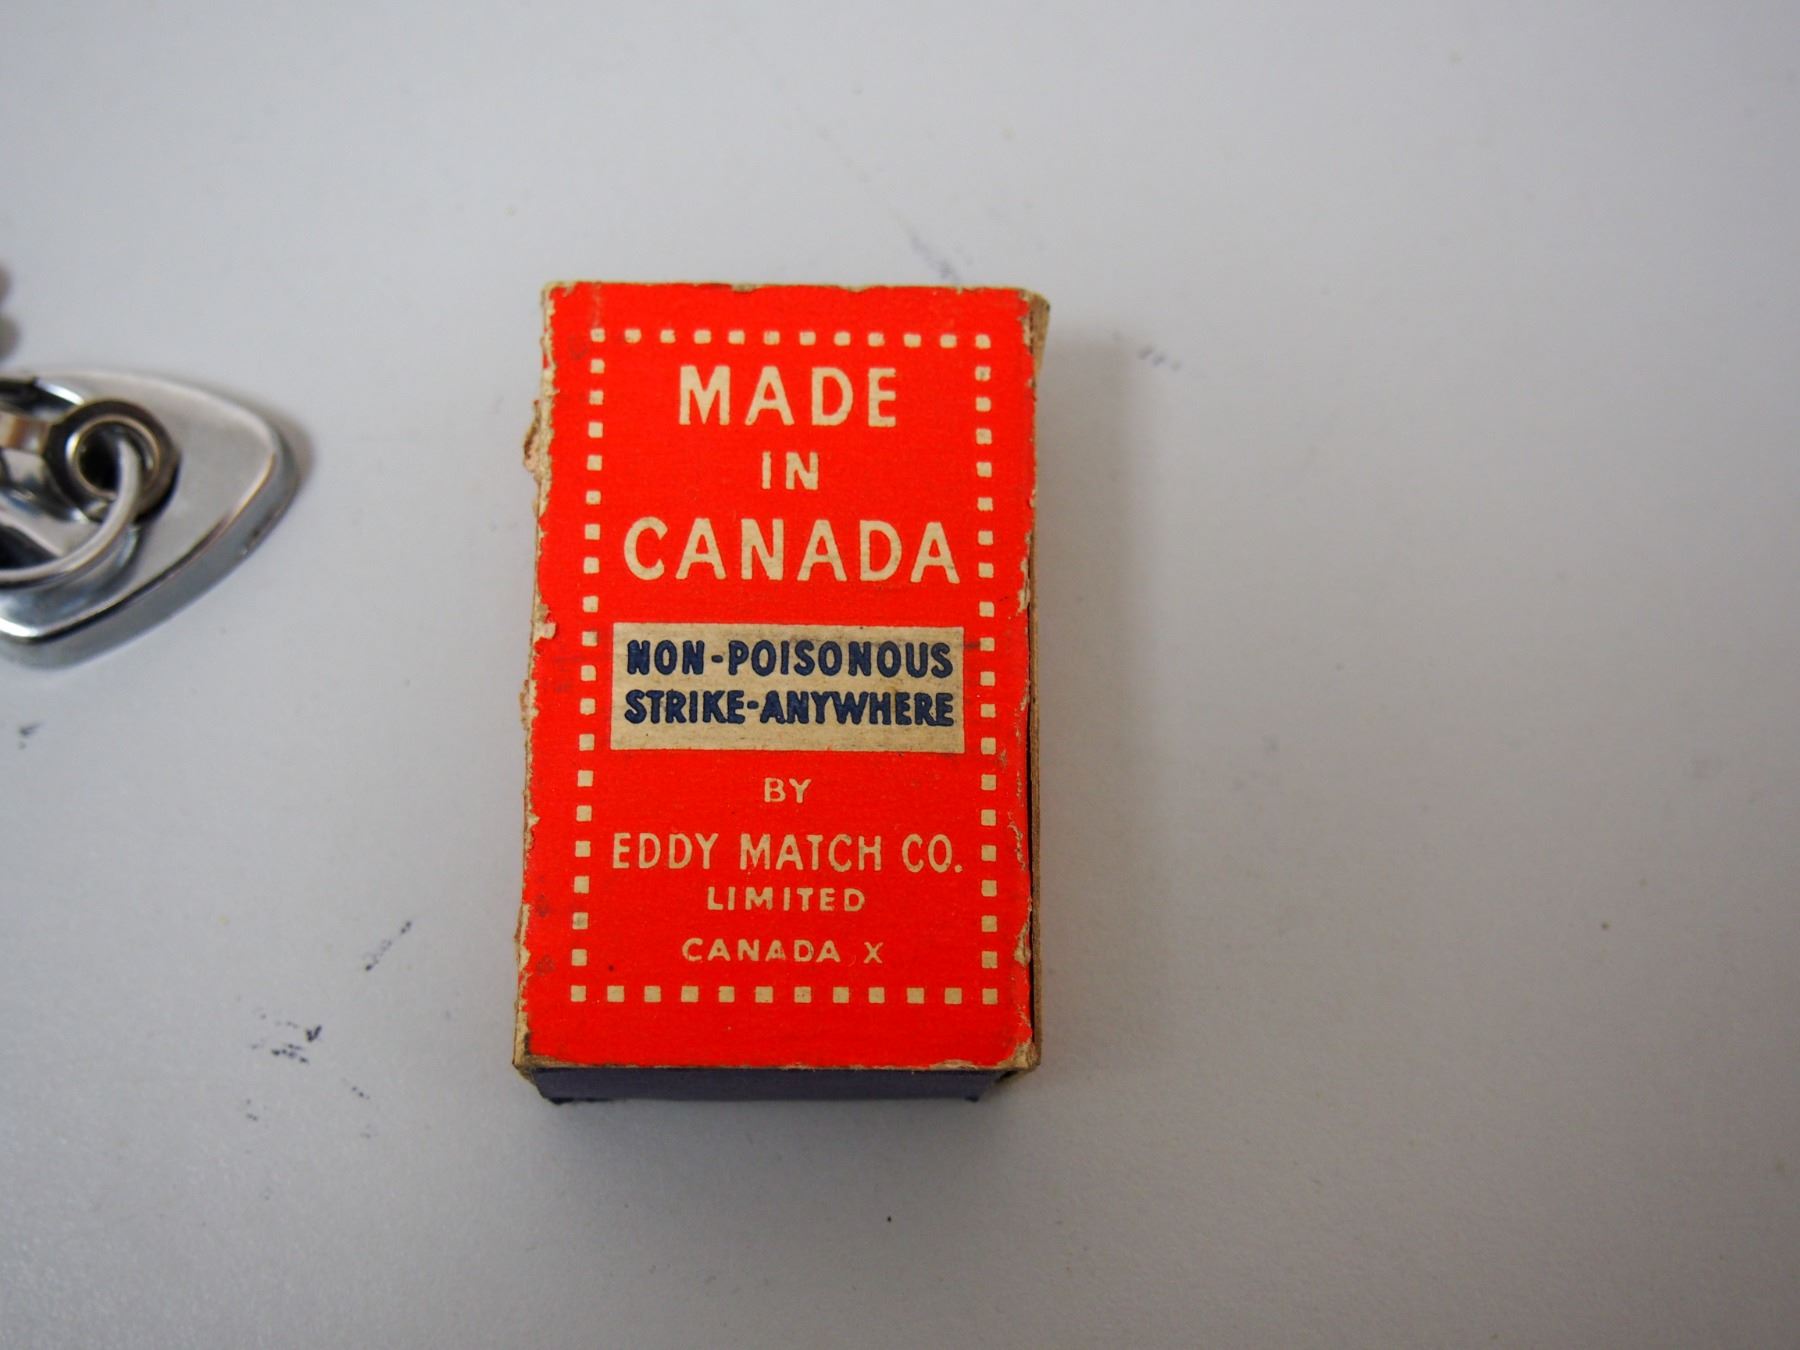 MADE
IN
CANADA
NON-POISONOUS
STRIKE-ANYWHERE
BY
EDDY MATCH CO.
LIMITED
CANADA X